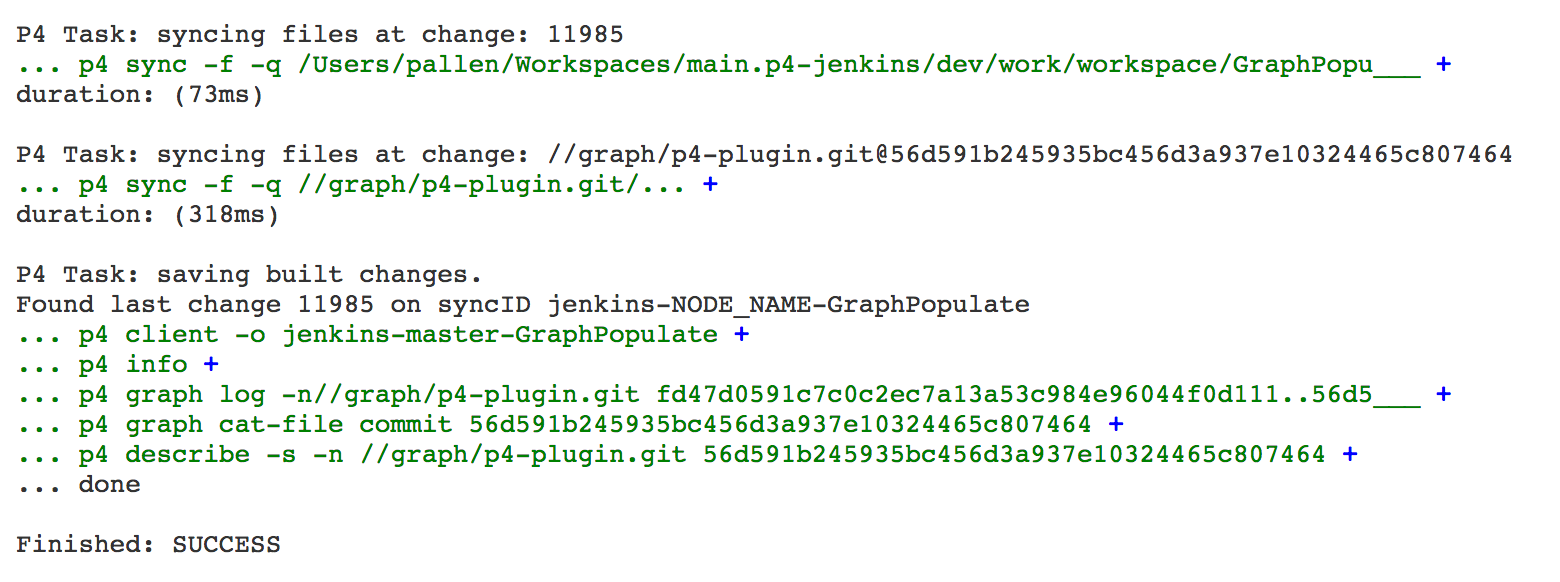 P4 Task: syncing files at change: 11985
... p4 sync -f -q /Users/pallen/Workspaces/main.p4-jenkins/dev/work/workspace/GraphPopu___ +
duration: (73ms)
P4 Task: syncing files at change: //graph/p4-plugin.git@56d591b245935bc456d3a937e10324465c807464
... p4 sync -f -q //graph/p4-plugin.git/... +
duration: (318ms)
P4 Task: saving built changes.
Found last change 11985 on syncID jenkins-NODE_NAME-GraphPopulate
... p4 client -o jenkins-master-GraphPopulate +
... p4 info +
... p4 graph log -n//graph/p4-plugin.git fd47d0591c7c0c2ec7a13a53c984e96044f0d111..56d5___ +
... p4 graph cat-file commit 56d591b245935bc456d3a937e10324465c807464 +
... p4 describe -s -n //graph/p4-plugin.git 56d591b245935bc456d3a937e10324465c807464 +
... done
Finished: SUCCESS